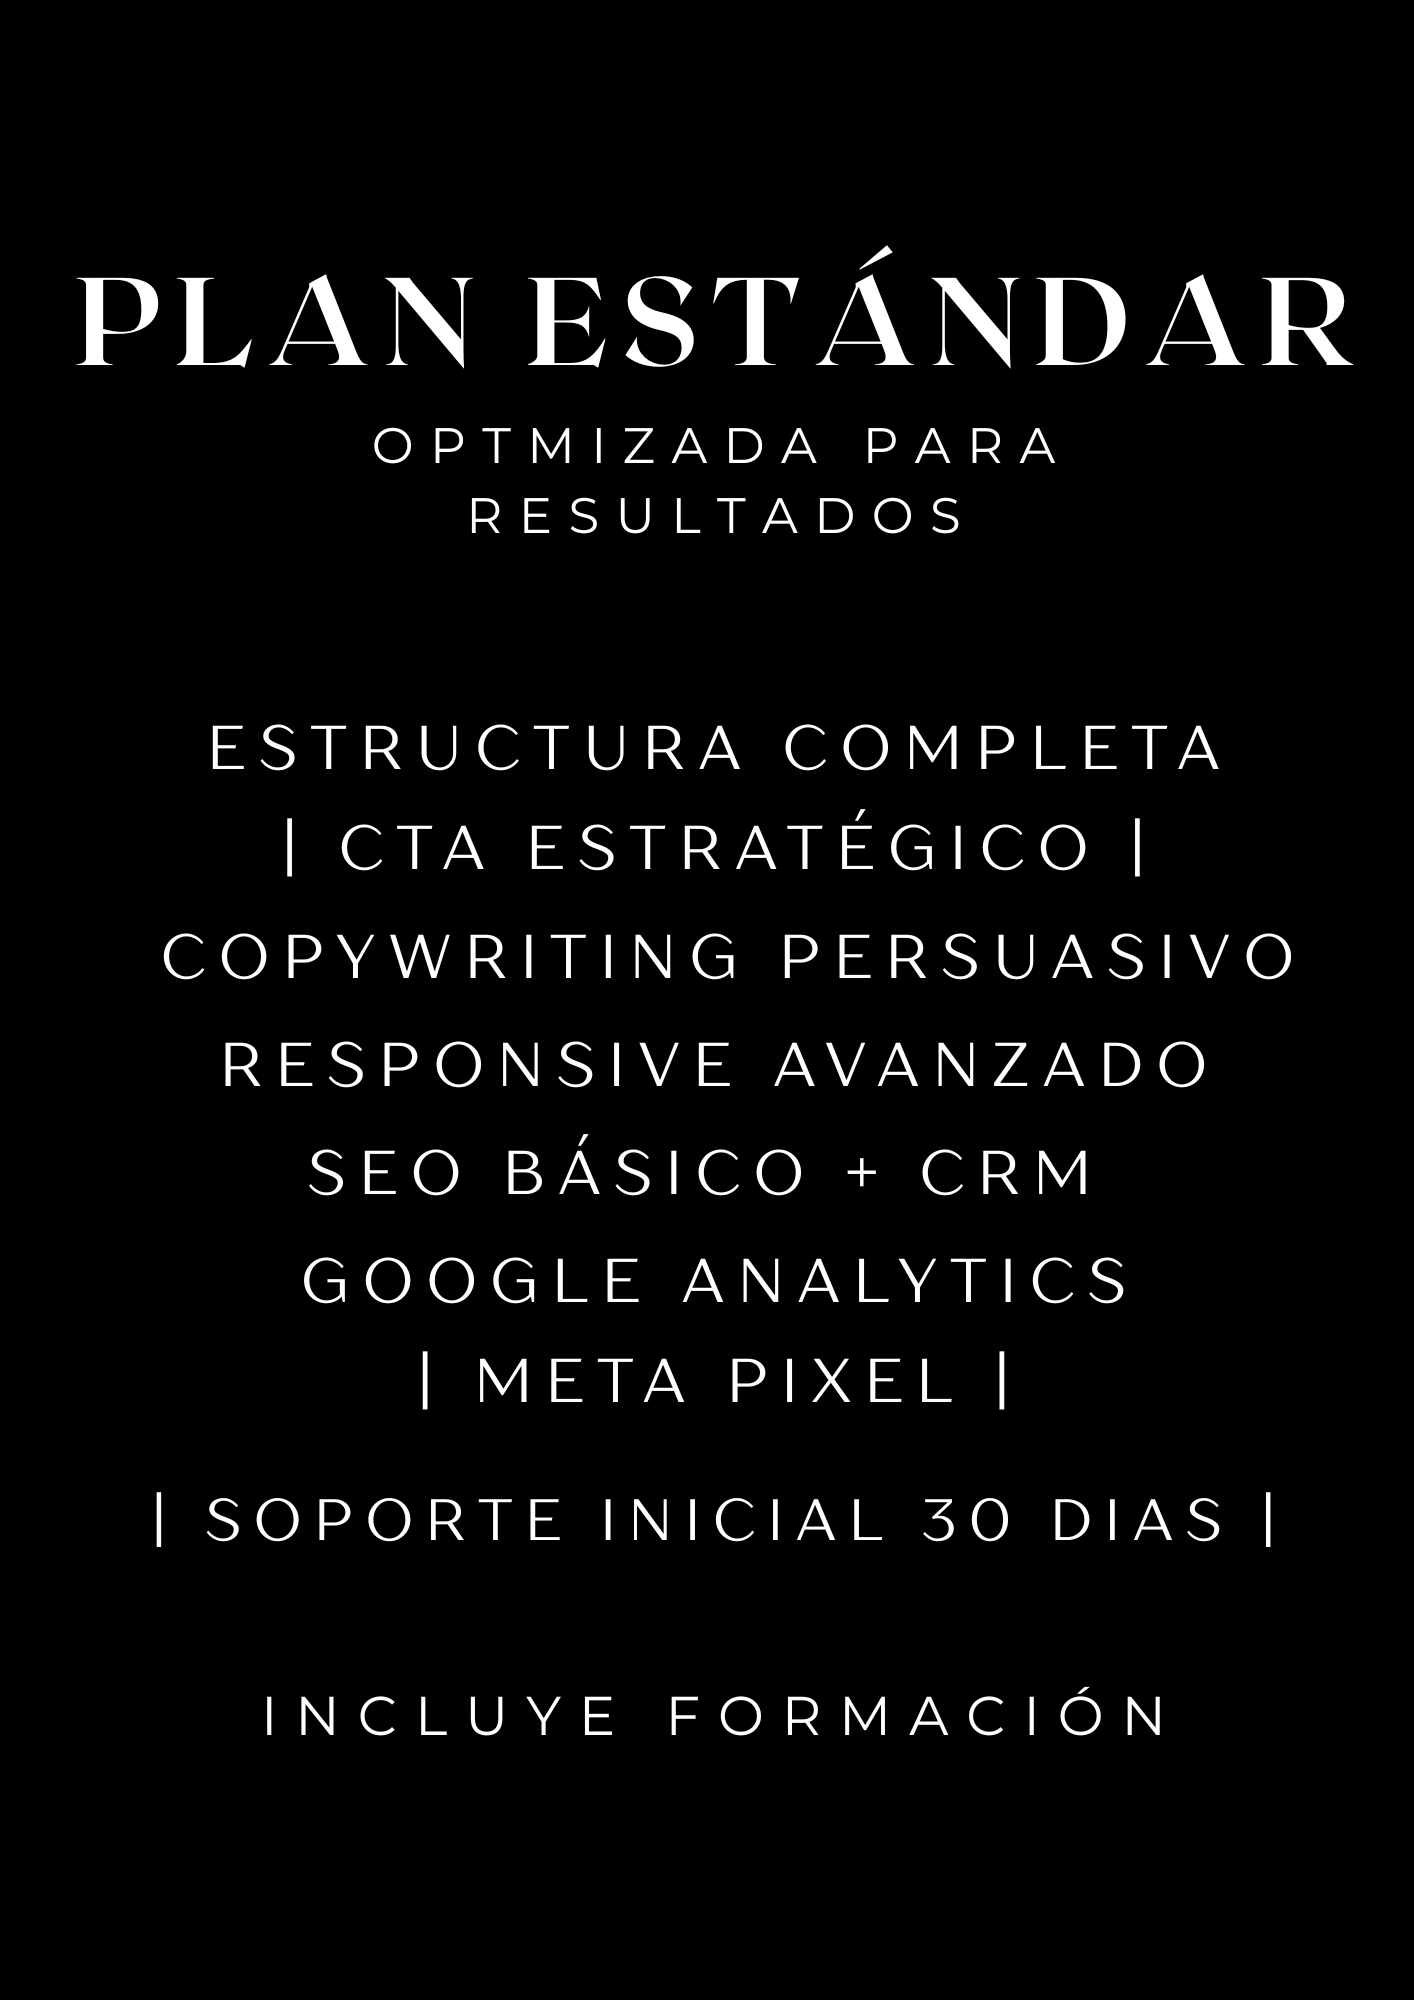 PLAN ESTÁNDAR
OPTMIZADA PARA
RESULTADOS
ESTRUCTURA COMPLETA
| CTA ESTRATÉGICO |
COPYWRITING PERSUASIVO
RESPONSIVE AVANZADO
SEO BÁSICO + CRM
GOOGLE ANALYTICS
| META PIXEL |
| SOPORTE INICIAL 30 DIAS |
INCLUYE FORMACIÓN